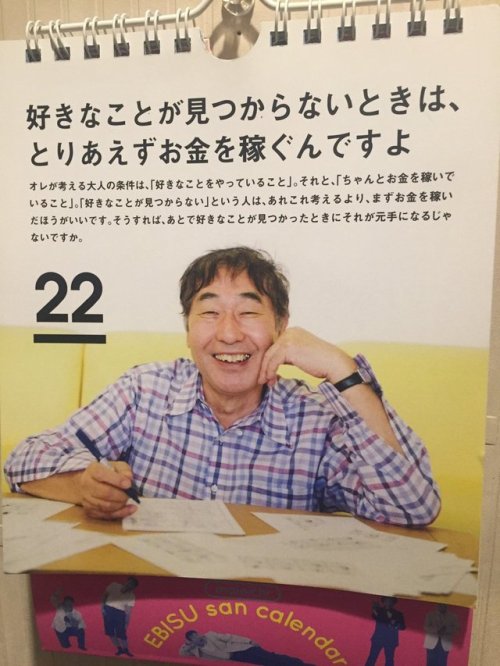 好きなことが見つからないときは、
とりあえずお金を稼ぐんですよ
オレが考える大人の条件は、「好きなことをやっていること」。それと、「ちゃんとお金を稼いで
いること」。「好きなことが見つからない」という人は、あれこれ考えるより、まずお金を稼い
だほうがいいです。そうすれば、あとで好きなことが見つかったときにそれが元手になるじゃ
ないですか。
22
EBISU san calendar